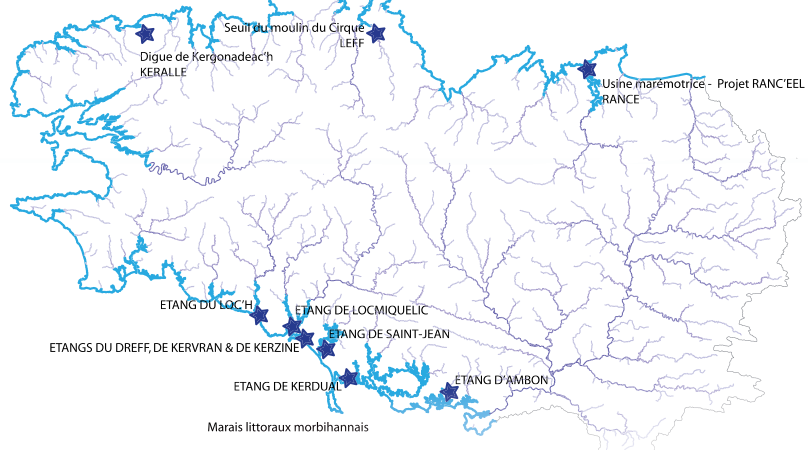 Seuil du moulin du Cirque
LEFF
Digue de Kergonadeac'h
KERALLE
Usine marémotrice - Projet RANC'EEL
RANCE
ETANG DU LOC'H
ETANG DE LOCMIQUELIC
ETANG DE SAINT-JEAN
ETANGS DU DREFF, DE KERVRAN & DE KERZINE
ETANG DE KERDUAL
ETANG D'AMBON
Marais littoraux morbihannais